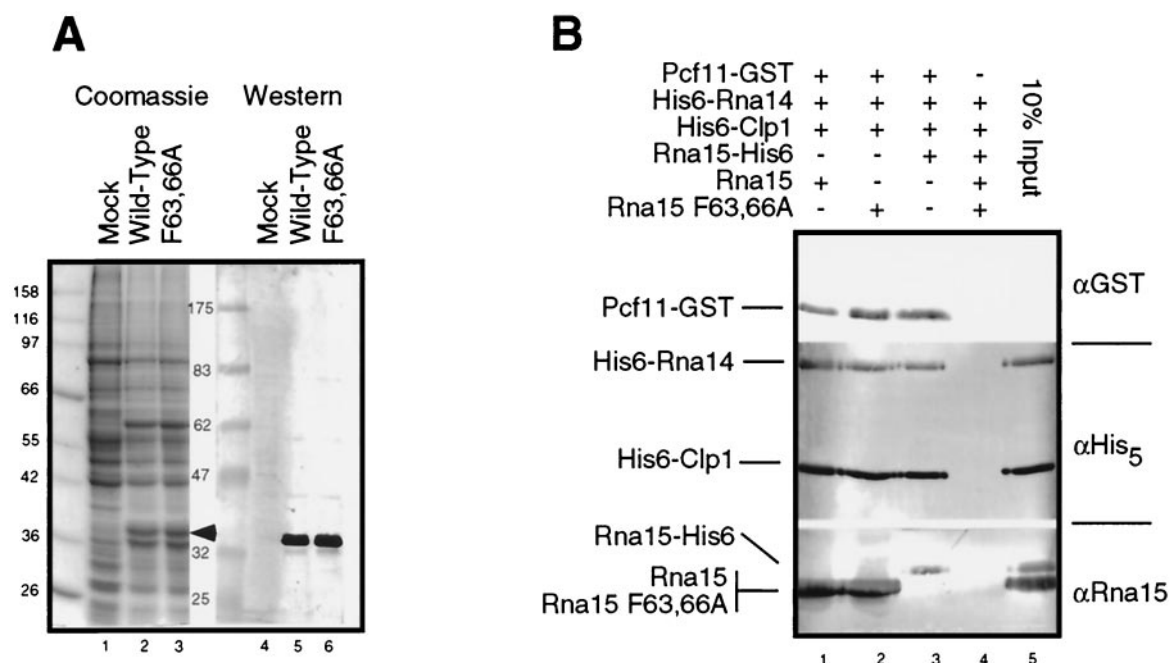 A
Coomassie Western
Mock
Wild-Type
F63,66A
Mock
Wild-Type
F63,66A
158
116
97
66
55
42
36
26
175
83
62
47
32
25
1 2 3 4 5 6
B
Pcf11-GST + + + -
His6-Rna14 + + + +
His6-Clp1 + + + +
Rna15-His6 - - + +
Rna15 + - - +
Rna15 F63,66A - + - +
10% Input
Pcf11-GST
His6-Rna14
His6-Clp1
Rna15-His6
Rna15
Rna15 F63,66A
αGST
αHis5
αRna15
1 2 3 4 5